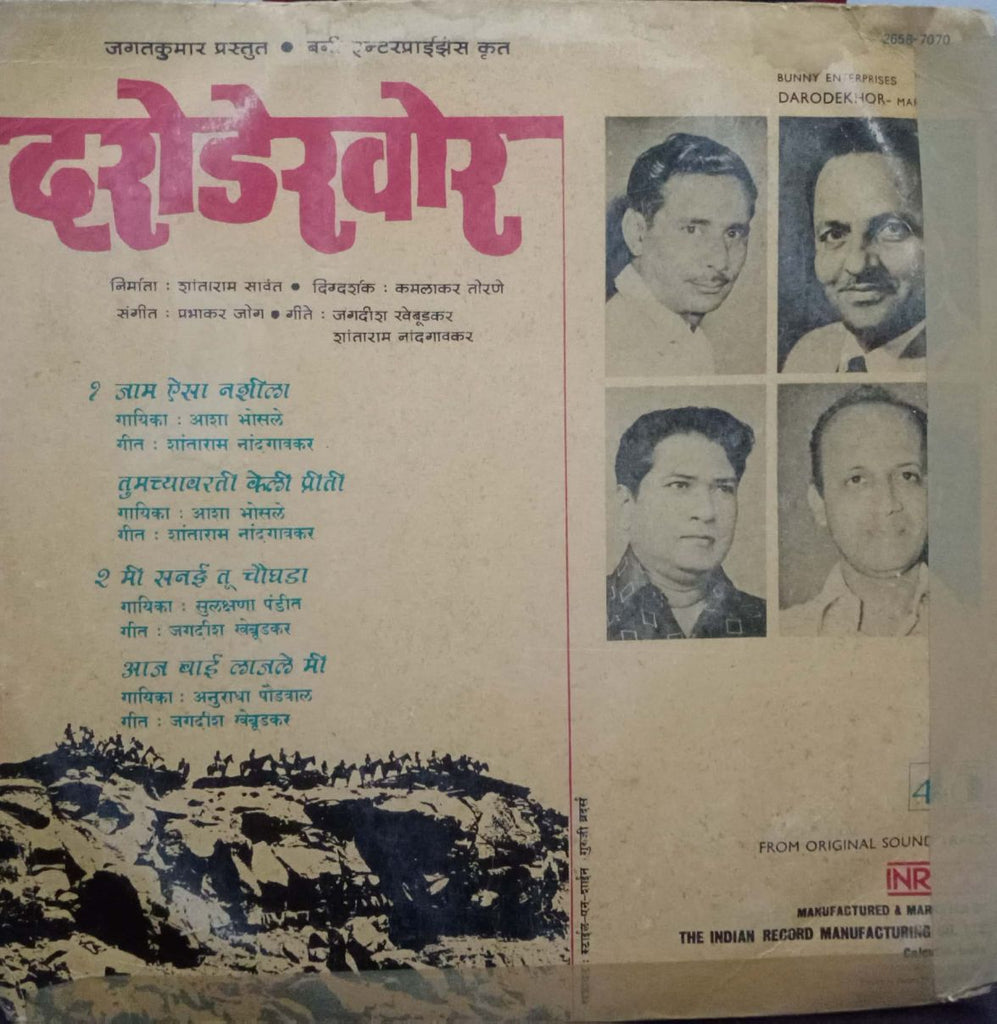 जगतकुमार प्रस्तुत • बनी एन्टरप्राईझेस कृत
2658-7070
BUNNY ENTERPRISES
DARODEKHOR- MA
दरोडेखोर
निर्माता : शांताराम सावंत • दिग्दर्शक : कमलाकर तोरणे
संगीत : प्रभाकर जोग • गीते : जगदीश खेबूडकर
शांताराम नांदगावकर
१ जाम ऐसा नशीला
गायिका : आशा भोसले
गीत : शांताराम नांदगावकर
तुमच्यावरती केली प्रीती
गायिका : आशा भोसले
गीत : शांताराम नांदगावकर
२ मी सनई तू चौघडा
गायिका : सुलक्षणा पंडीत
गीत : जगदीश खेबूडकर
आज बाई लाजले मी
गायिका : अनुराधा पौडवाल
गीत : जगदीश खेबूडकर
4
FROM ORIGINAL SOUND
INR
MANUFACTURED & MAR
THE INDIAN RECORD MANUFACTURING